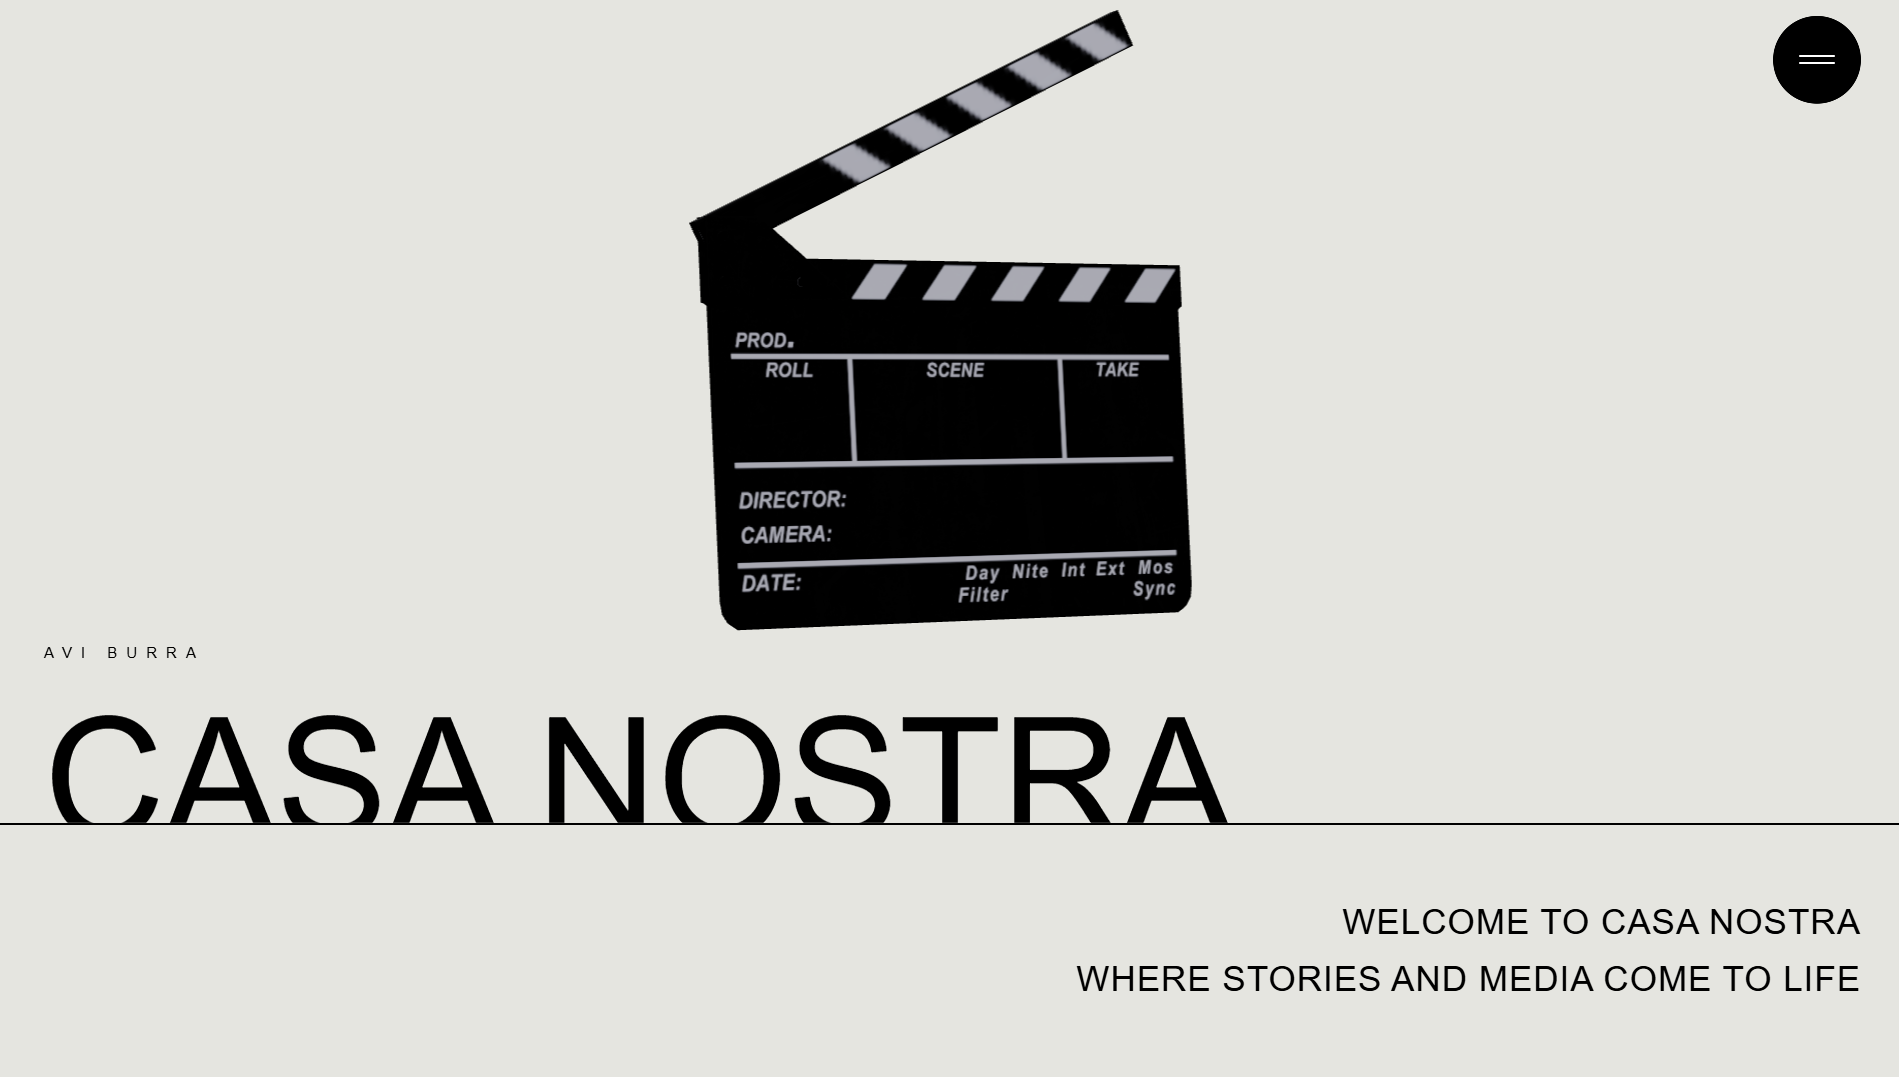 PROD.
ROLL SCENE TAKE
DIRECTOR:
CAMERA:
DATE: Day Nite Int Ext Mos
Filter Sync
AVI BURRA
CASA NOSTRA
WELCOME TO CASA NOSTRA
WHERE STORIES AND MEDIA COME TO LIFE